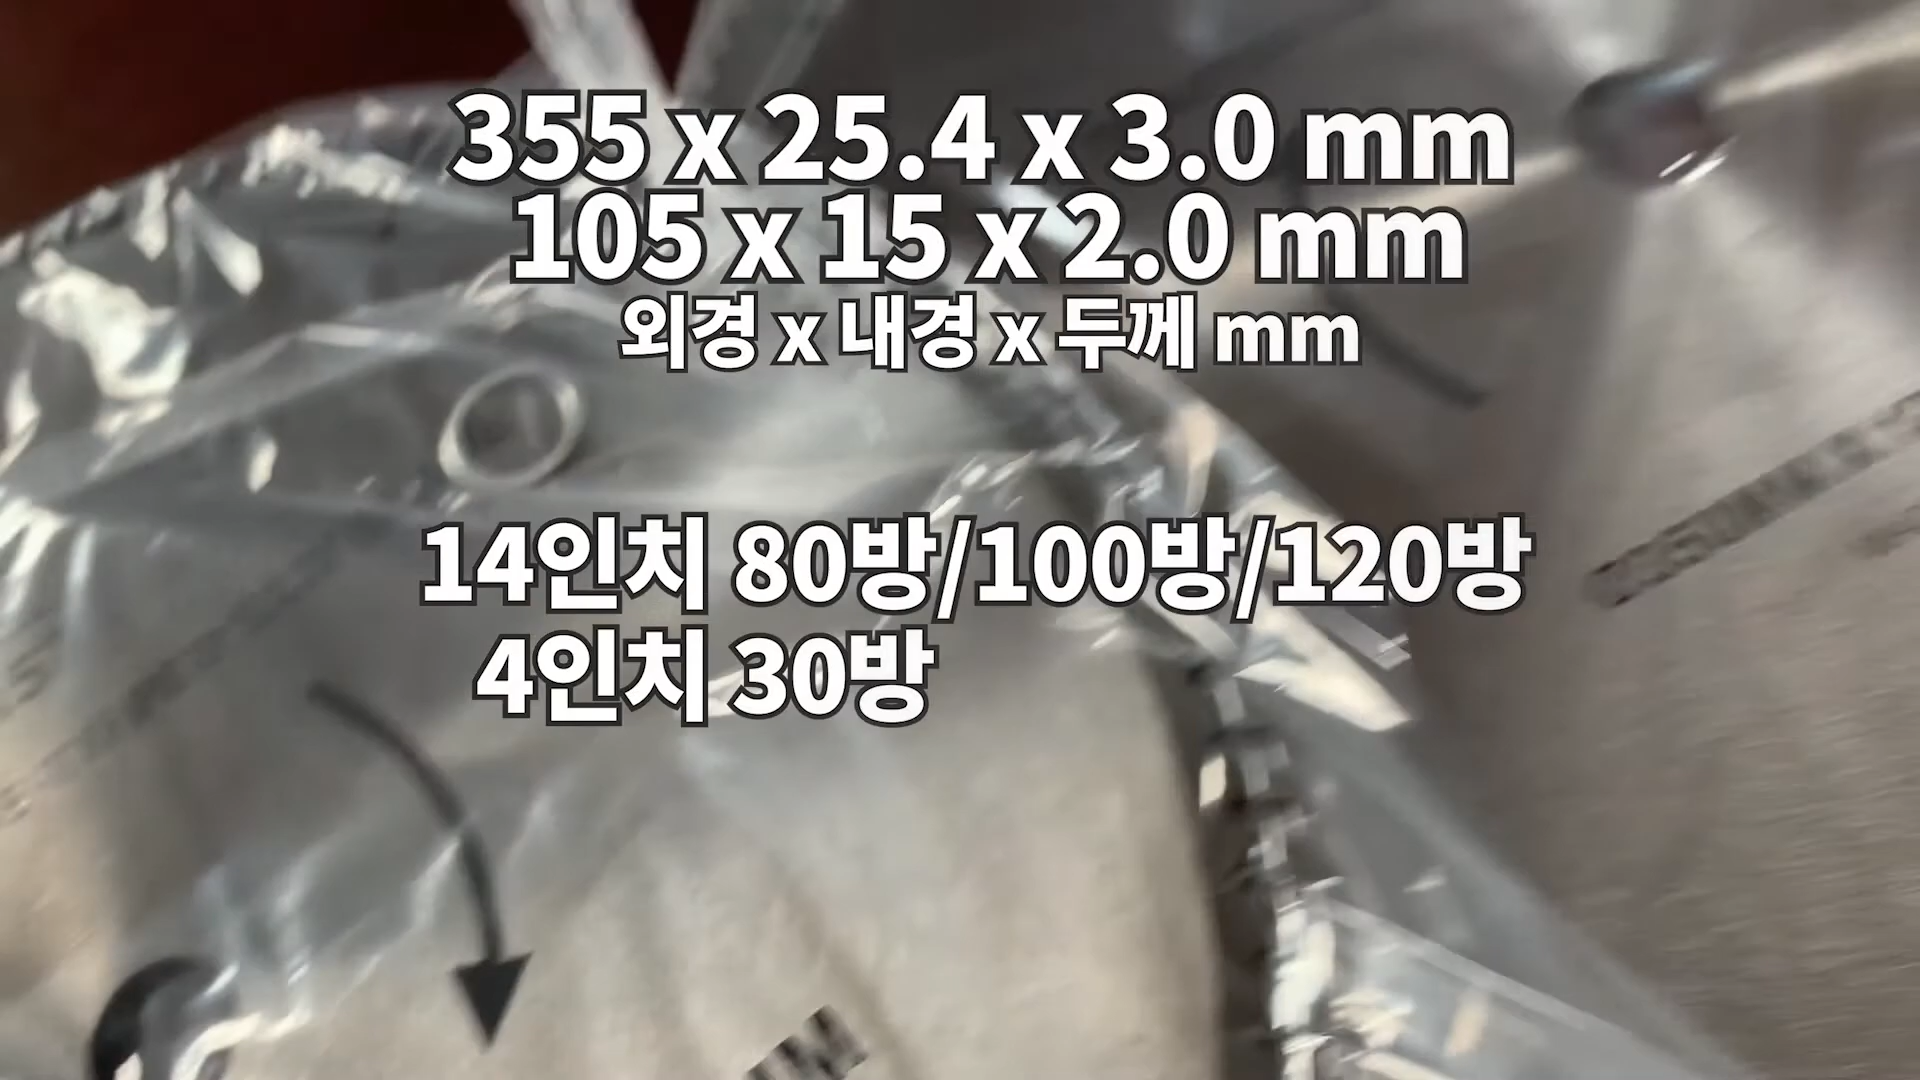 355 x 25.4 x 3.0 mm
105 x 15 x 2.0 mm
외경 x 내경 x 두께 mm
14인치 80방/100방/120방
4인치 30방